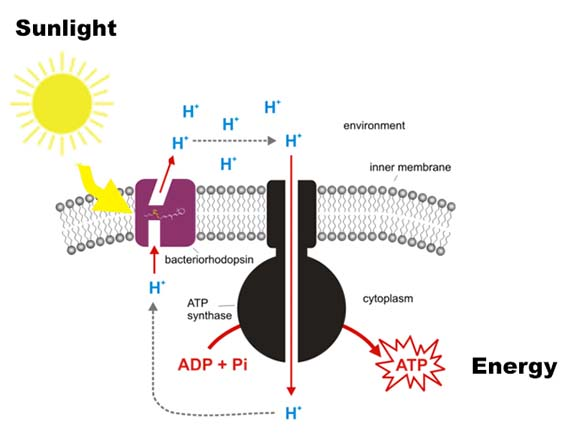 Sunlight
H+
H+
H+
H+
H+
H+
environment
inner membrane
bacteriorhodopsin
H+
ATP
synthase
cytoplasm
ADP + Pi
ATP
Energy
H+